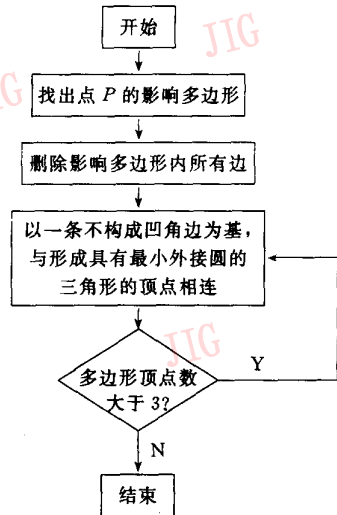 开始
JIG
找出点 P 的影响多边形
JIG
删除影响多边形内所有边
以一条不构成凹角边为基，
与形成具有最小外接圆的
三角形的顶点相连
JIG
多边形顶点数
大于 3?
Y
N
结束